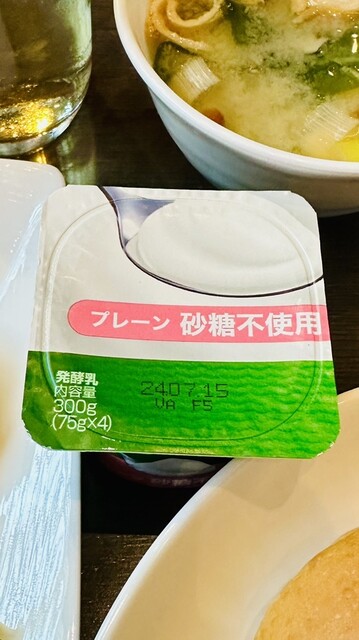 プレーン 砂糖不使用
発酵乳
内容量
300g
(75g×4)
240715
VA F5